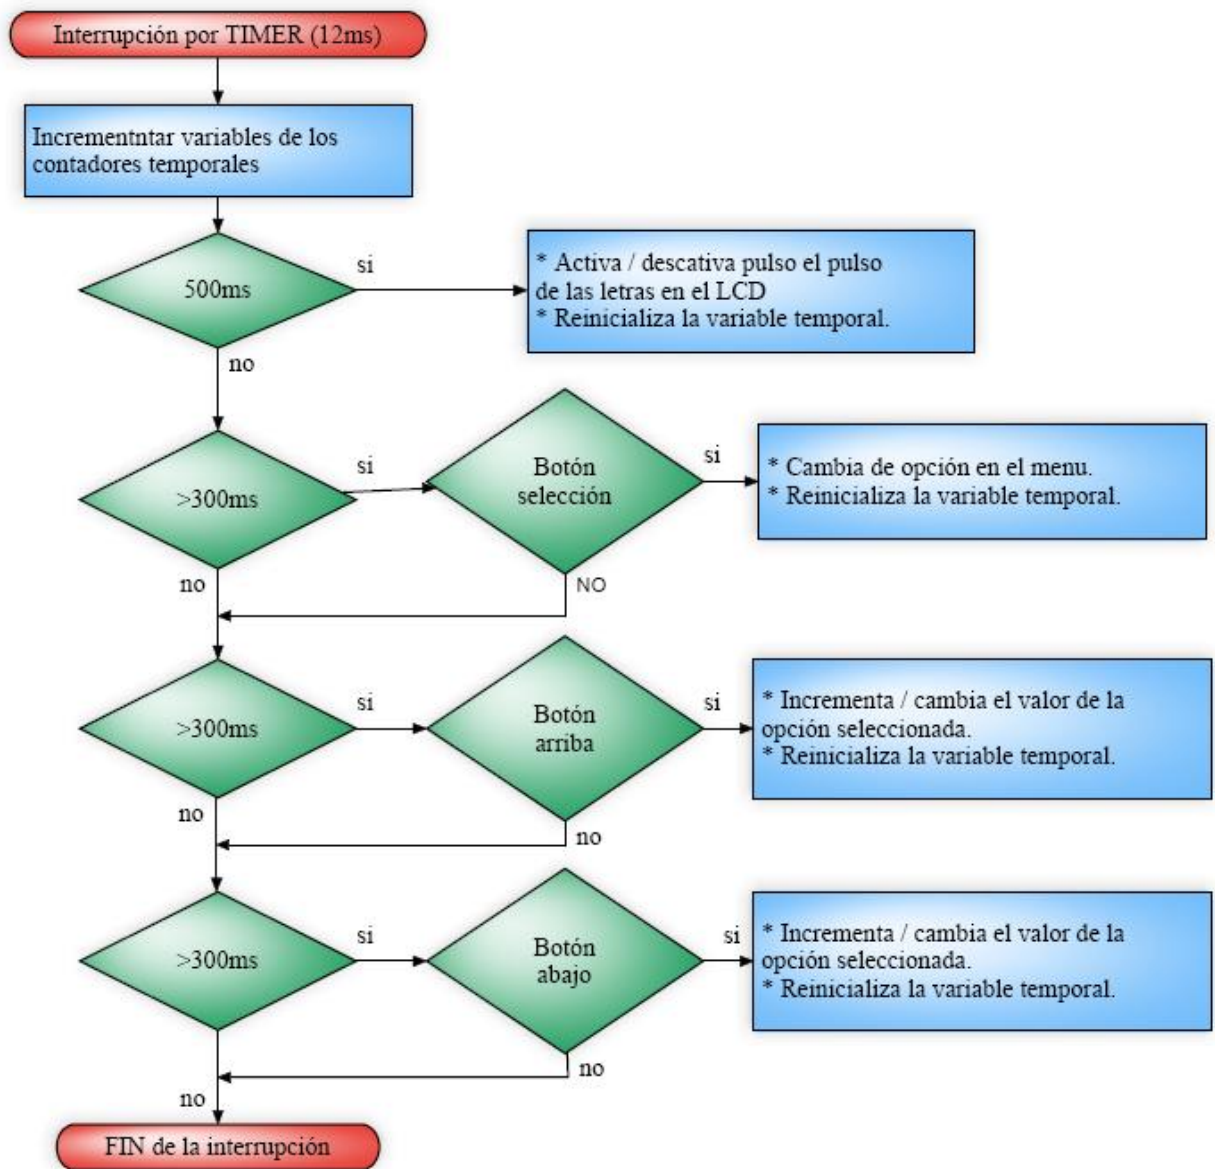 Interrupción por TIMER (12ms)
Incrementntar variables de los
contadores temporales
500ms
si
* Activa / descativa pulso el pulso
de las letras en el LCD
* Reinicializa la variable temporal.
no
>300ms
si
Botón
selección
si
* Cambia de opción en el menu.
* Reinicializa la variable temporal.
no
NO
>300ms
si
Botón
arriba
si
* Incrementa / cambia el valor de la
opción seleccionada.
* Reinicializa la variable temporal.
no
no
>300ms
si
Botón
abajo
si
* Incrementa / cambia el valor de la
opción seleccionada.
* Reinicializa la variable temporal.
no
no
FIN de la interrupción